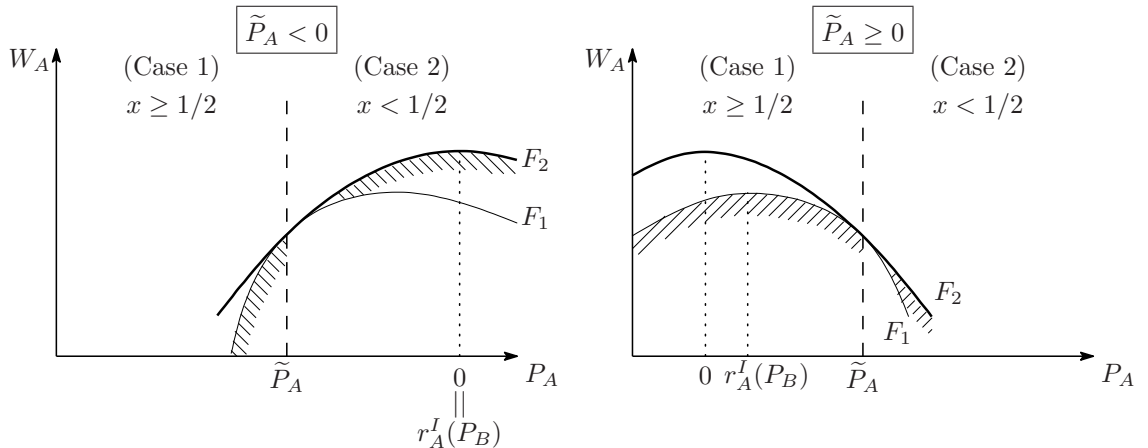 P̃_A < 0
W_A
(Case 1)
x ≥ 1/2
(Case 2)
x < 1/2
F_2
F_1
P̃_A
0
||
r_A^I(P_B)
P_A
P̃_A ≥ 0
W_A
(Case 1)
x ≥ 1/2
(Case 2)
x < 1/2
F_2
F_1
0
r_A^I(P_B)
P̃_A
P_A